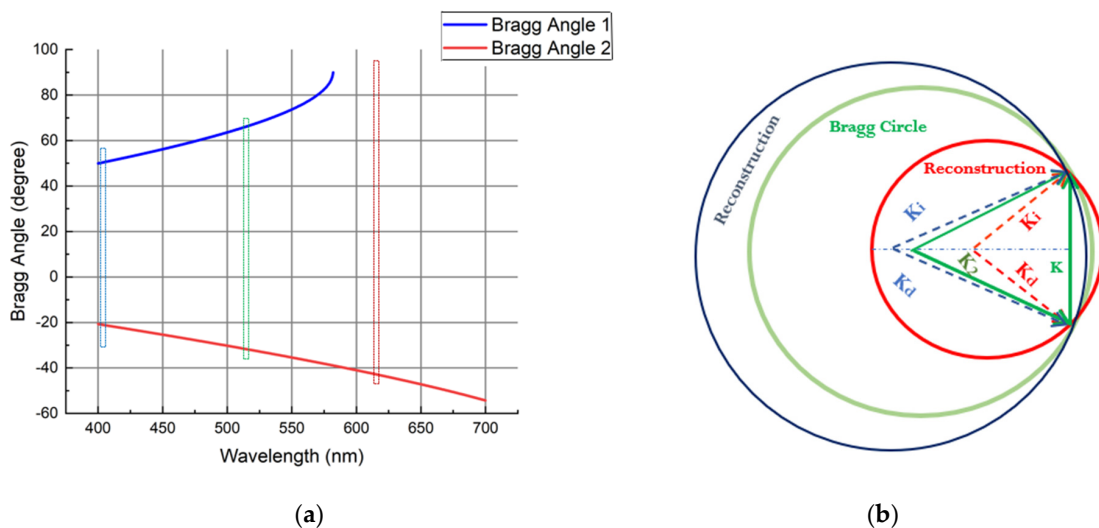 Bragg Angle 1
Bragg Angle 2
100
80
60
40
20
0
-20
-40
-60
Bragg Angle (degree)
400
450
500
550
600
650
700
Wavelength (nm)
(a)
Reconstruction
Bragg Circle
Reconstruction
Ki
Ki
K2
K
Kd
Kd
(b)